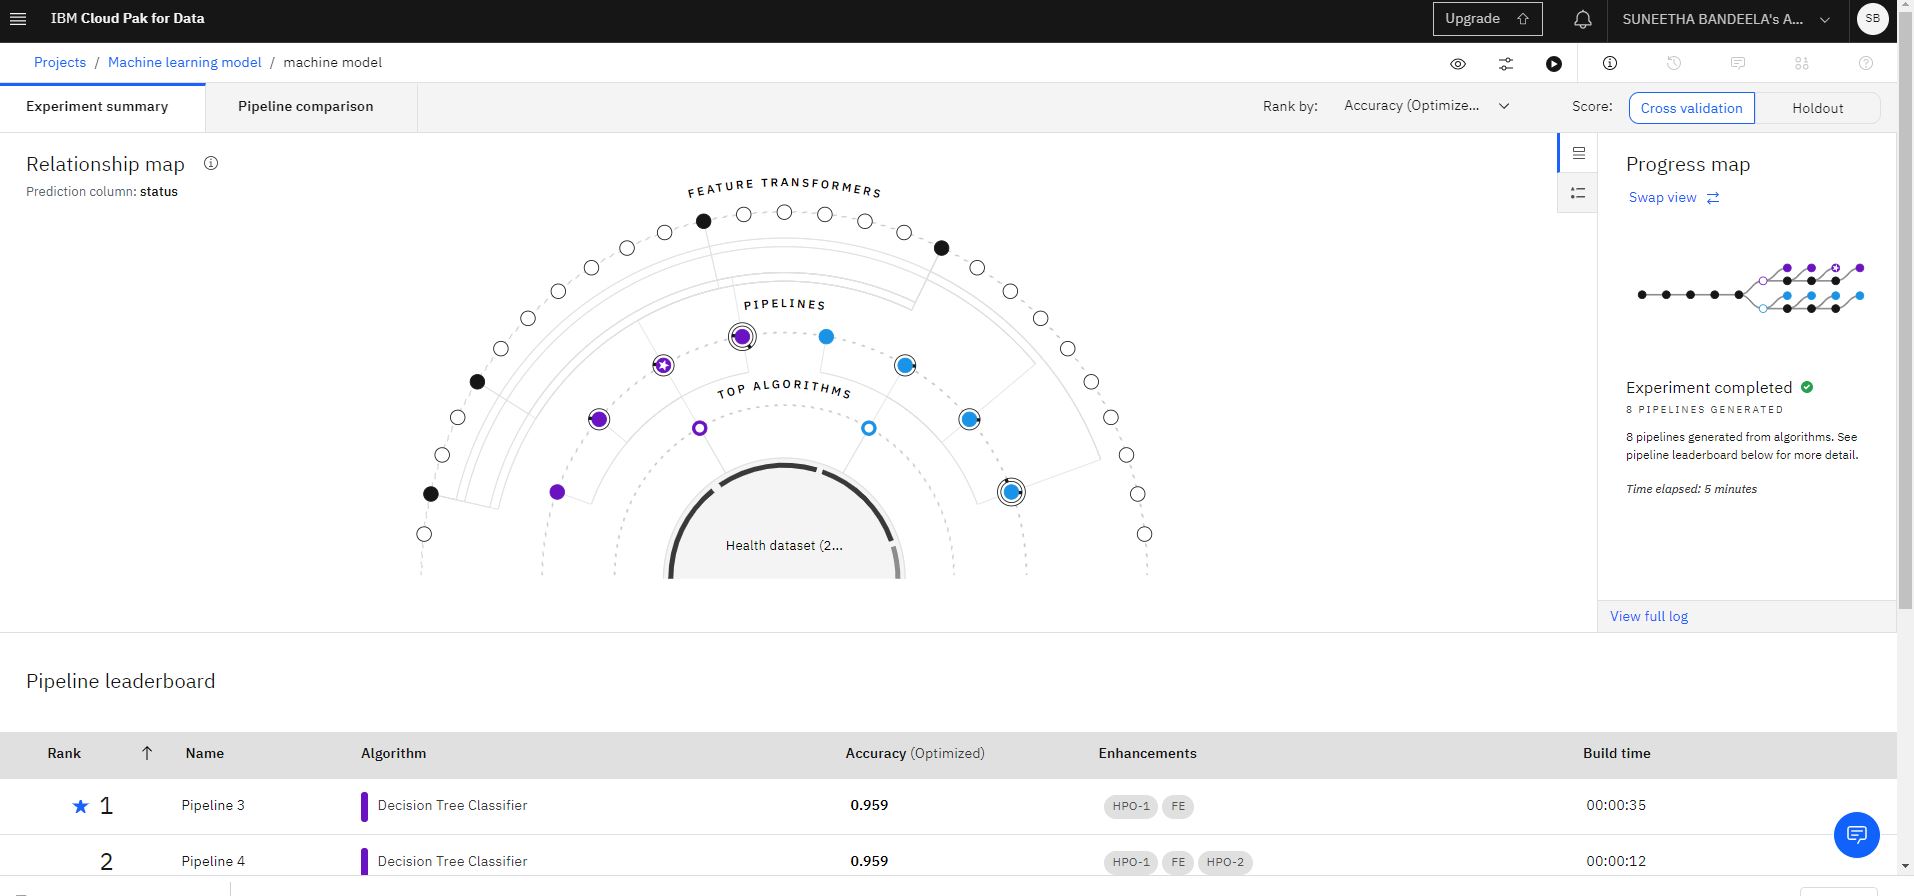 IBM Cloud Pak for Data
Upgrade
SUNEETHA BANDEELA's A...
SB
Projects / Machine learning model / machine model
Experiment summary
Pipeline comparison
Rank by:
Accuracy (Optimize...
Score:
Cross validation
Holdout
Relationship map
Prediction column: status
FEATURE TRANSFORMERS
PIPELINES
TOP ALGORITHMS
Health dataset (2...
Progress map
Swap view
Experiment completed
8 PIPELINES GENERATED
8 pipelines generated from algorithms. See
pipeline leaderboard below for more detail.
Time elapsed: 5 minutes
View full log
Pipeline leaderboard
Rank Name Algorithm Accuracy (Optimized) Enhancements Build time
1 Pipeline 3 Decision Tree Classifier 0.959 HPO-1 FE 00:00:35
2 Pipeline 4 Decision Tree Classifier 0.959 HPO-1 FE HPO-2 00:00:12